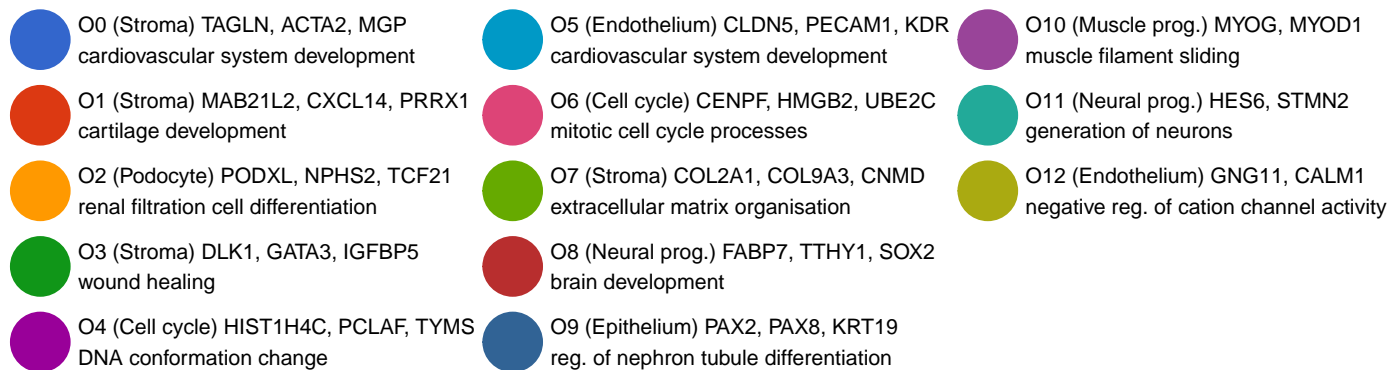 O0 (Stroma) TAGLN, ACTA2, MGP
cardiovascular system development
O1 (Stroma) MAB21L2, CXCL14, PRRX1
cartilage development
O2 (Podocyte) PODXL, NPHS2, TCF21
renal filtration cell differentiation
O3 (Stroma) DLK1, GATA3, IGFBP5
wound healing
O4 (Cell cycle) HIST1H4C, PCLAF, TYMS
DNA conformation change
O5 (Endothelium) CLDN5, PECAM1, KDR
cardiovascular system development
O6 (Cell cycle) CENPF, HMGB2, UBE2C
mitotic cell cycle processes
O7 (Stroma) COL2A1, COL9A3, CNMD
extracellular matrix organisation
O8 (Neural prog.) FABP7, TTHY1, SOX2
brain development
O9 (Epithelium) PAX2, PAX8, KRT19
reg. of nephron tubule differentiation
O10 (Muscle prog.) MYOG, MYOD1
muscle filament sliding
O11 (Neural prog.) HES6, STMN2
generation of neurons
O12 (Endothelium) GNG11, CALM1
negative reg. of cation channel activity